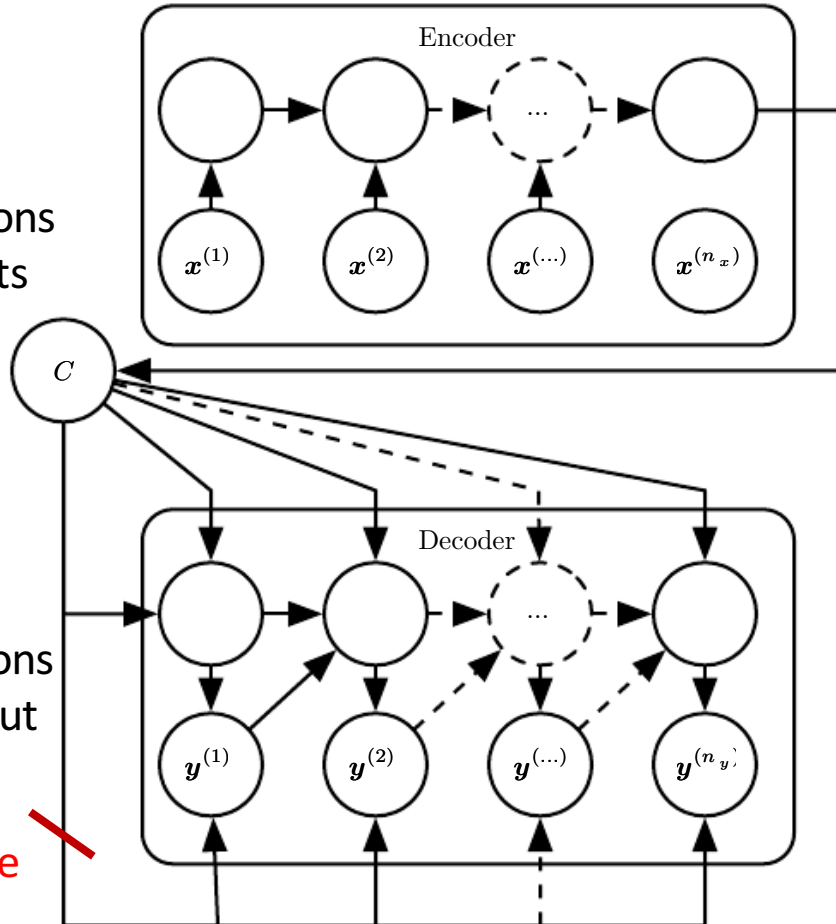 Encoder
...
x^(1) x^(2) x^(...) x^(n_x)
ons
ts
C
Decoder
...
ons
y^(1) y^(2) y^(...) y^(n_y)
ut
e